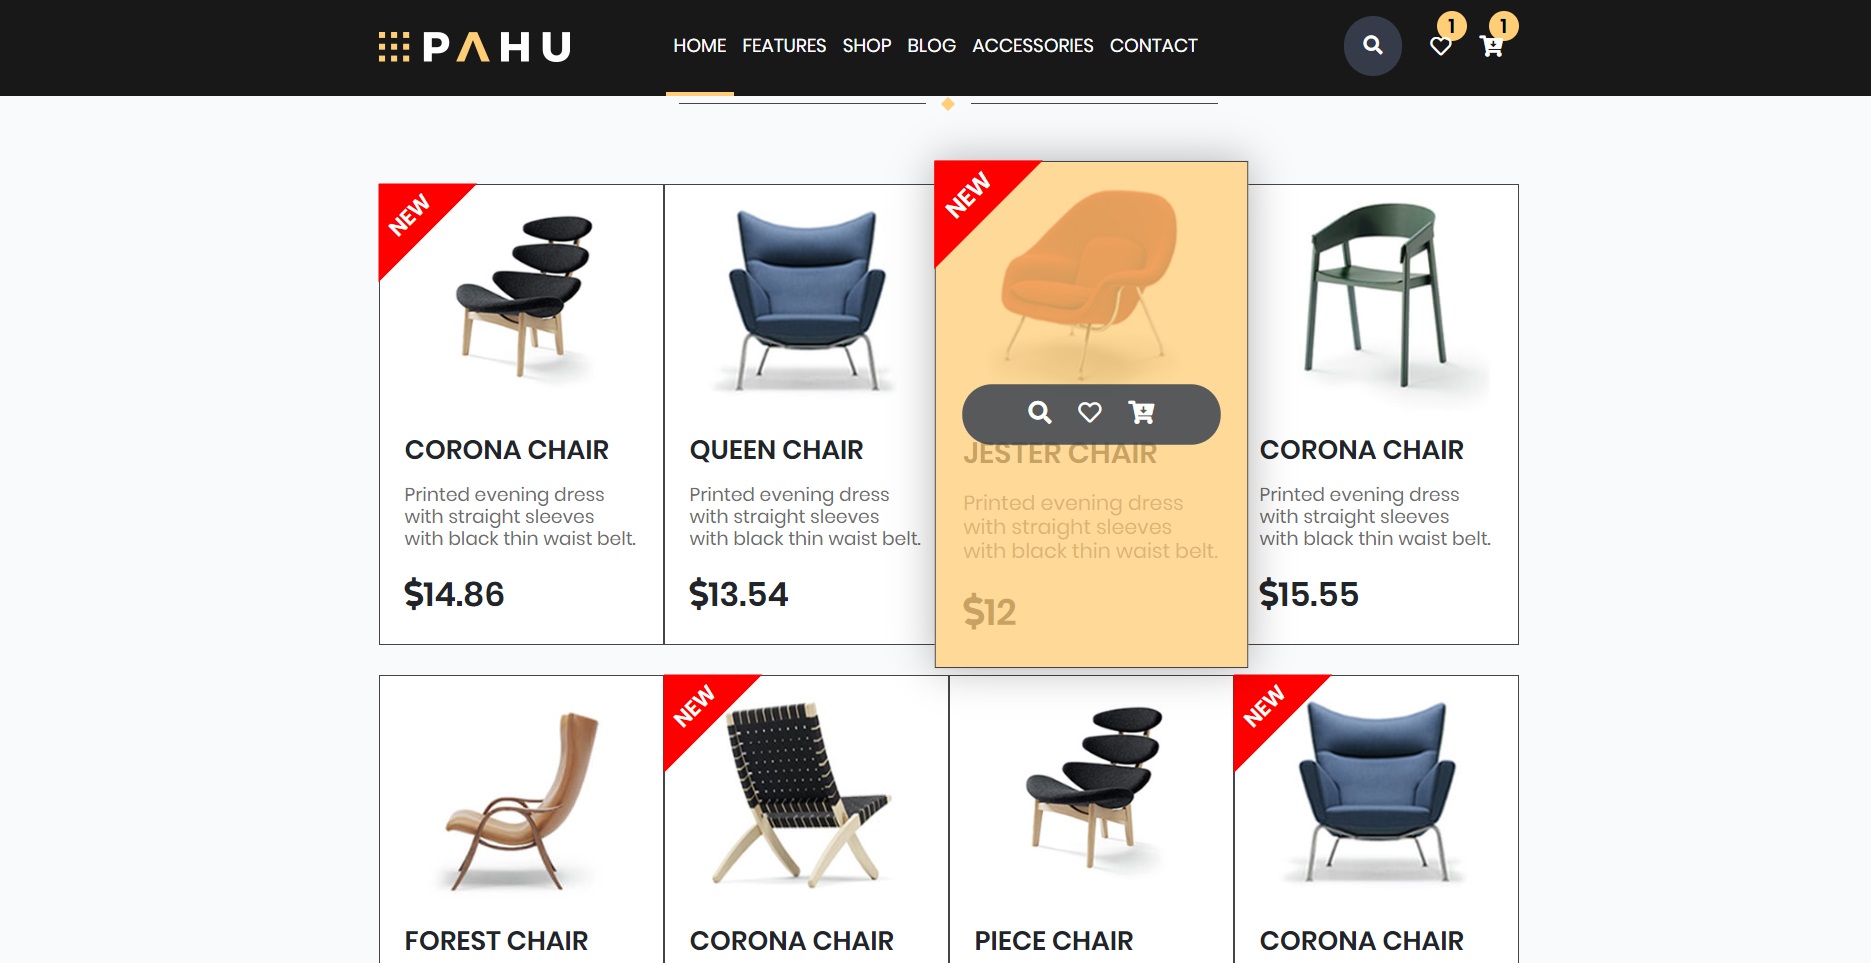 PAHU
HOME FEATURES SHOP BLOG ACCESSORIES CONTACT
1
1
NEW
CORONA CHAIR
Printed evening dress
with straight sleeves
with black thin waist belt.
$14.86
QUEEN CHAIR
Printed evening dress
with straight sleeves
with black thin waist belt.
$13.54
NEW
JESTER CHAIR
Printed evening dress
with straight sleeves
with black thin waist belt.
$12
CORONA CHAIR
Printed evening dress
with straight sleeves
with black thin waist belt.
$15.55
FOREST CHAIR
NEW
CORONA CHAIR
PIECE CHAIR
NEW
CORONA CHAIR